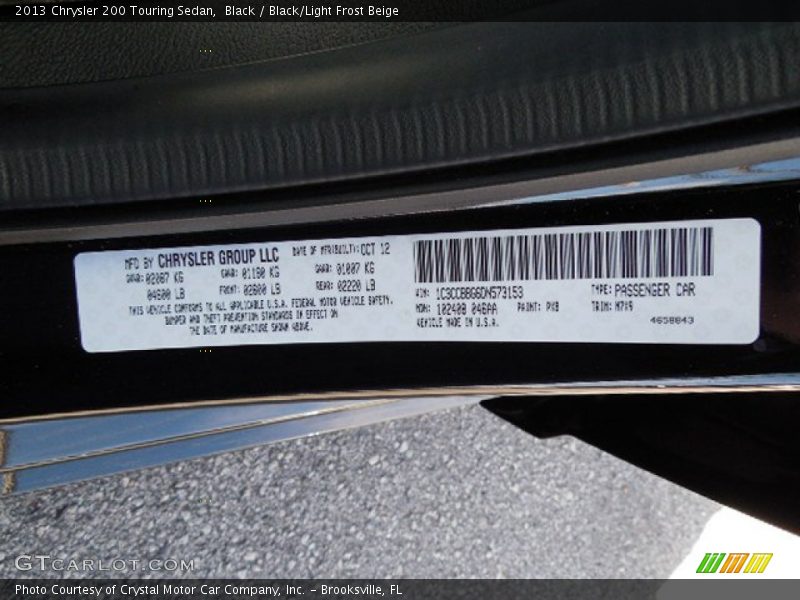 2013 Chrysler 200 Touring Sedan,  Black / Black/Light Frost Beige
MFD BY CHRYSLER GROUP LLC DATE OF MFR(BUILT): OCT 12
GVWR: 02087 KG GAWR: 01180 KG GAWR: 01007 KG
04600 LB FRONT: 02600 LB REAR: 02220 LB
THIS VEHICLE CONFORMS TO ALL APPLICABLE U.S.A. FEDERAL MOTOR VEHICLE SAFETY,
BUMPER AND THEFT PREVENTION STANDARDS IN EFFECT ON
THE DATE OF MANUFACTURE SHOWN ABOVE.
VIN: 1C3CCBBG6DN573153 TYPE: PASSENGER CAR
MDH: 102408 046AA PAINT: PX8 TRIM: M7X9
VEHICLE MADE IN U.S.A. 4658843
GTCARLOT.COM
Photo Courtesy of Crystal Motor Car Company, Inc. – Brooksville, FL